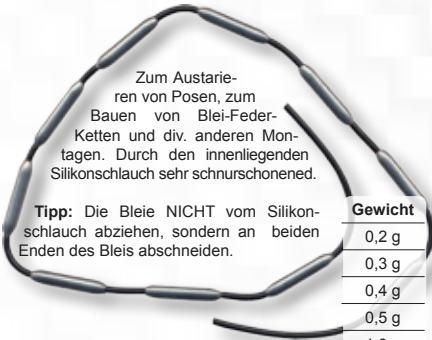 Zum Austarie-
ren von Posen, zum
Bauen von Blei-Feder-
Ketten und div. anderen Mon-
tagen. Durch den innenliegenden
Silikonschlauch sehr schnurschonened.
Tipp: Die Bleie NICHT vom Silikon-
schlauch abziehen, sondern an beiden
Enden des Bleis abschneiden.
Gewicht
0,2 g
0,3 g
0,4 g
0,5 g